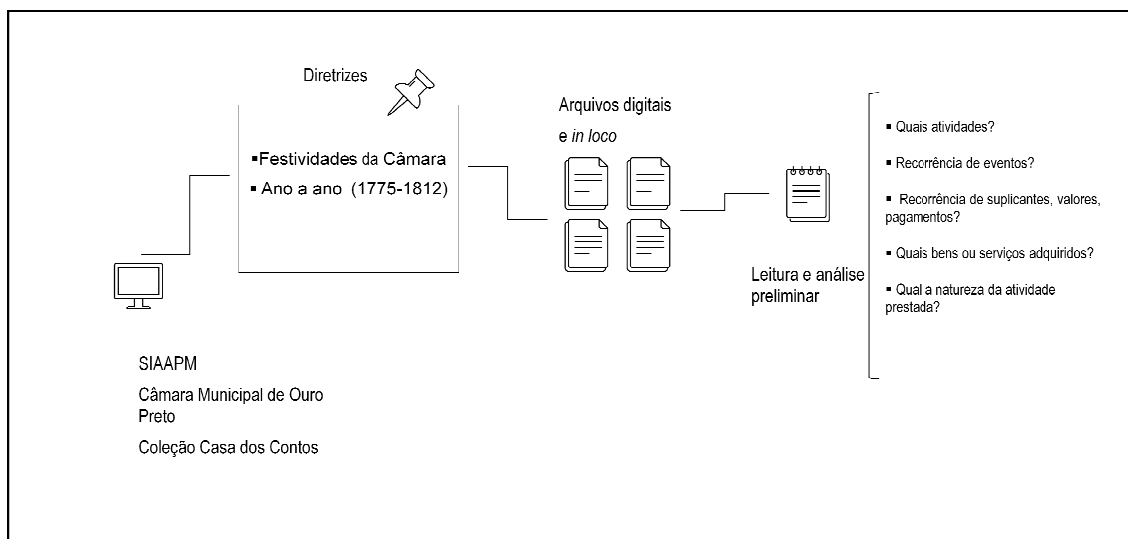 Diretrizes
▪Festividades da Câmara
▪ Ano a ano (1775-1812)
SIAAPM
Câmara Municipal de Ouro
Preto
Coleção Casa dos Contos
Arquivos digitais
e in loco
Leitura e análise
preliminar
▪ Quais atividades?
▪ Recorrência de eventos?
▪ Recorrência de suplicantes, valores,
pagamentos?
▪ Quais bens ou serviços adquiridos?
▪ Qual a natureza da atividade
prestada?